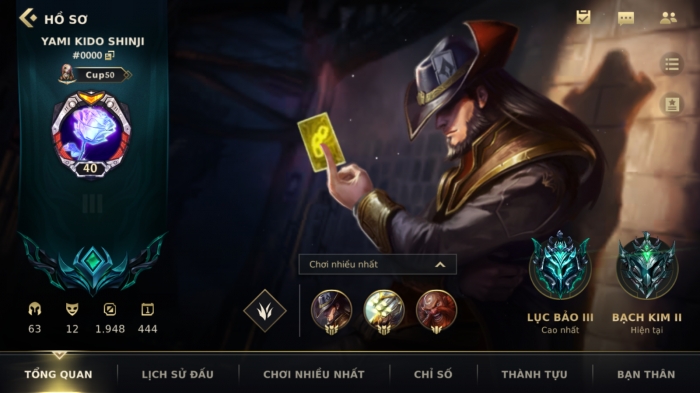 HỒ SƠ
YAMI KIDO SHINJI
#0000
Cup50
40
III
63
12
1.948
444
Chơi nhiều nhất
LỤC BẢO III
Cao nhất
BẠCH KIM II
Hiện tại
TỔNG QUAN
LỊCH SỬ ĐẤU
CHƠI NHIỀU NHẤT
CHỈ SỐ
THÀNH TỰU
BẠN THÂN